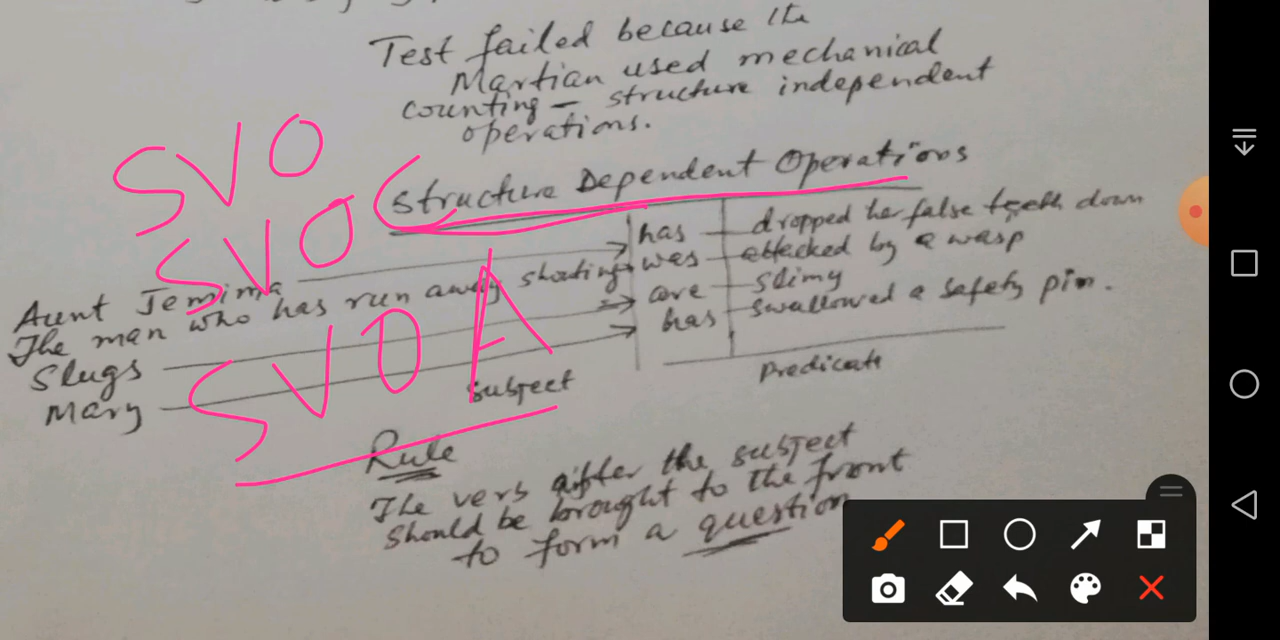 Test failed because the
Martian used mechanical
counting – structure independent
operations.
Structure Dependent Operations
SVO
SVO
SVOA
Aunt Jemima has dropped her false teeth down
The man who has run away shouting was attacked by a wasp
Slugs are slimy
Mary has swallowed a safety pin.
Subject Predicate
Rule
The verb after the subject
should be brought to the front
to form a question